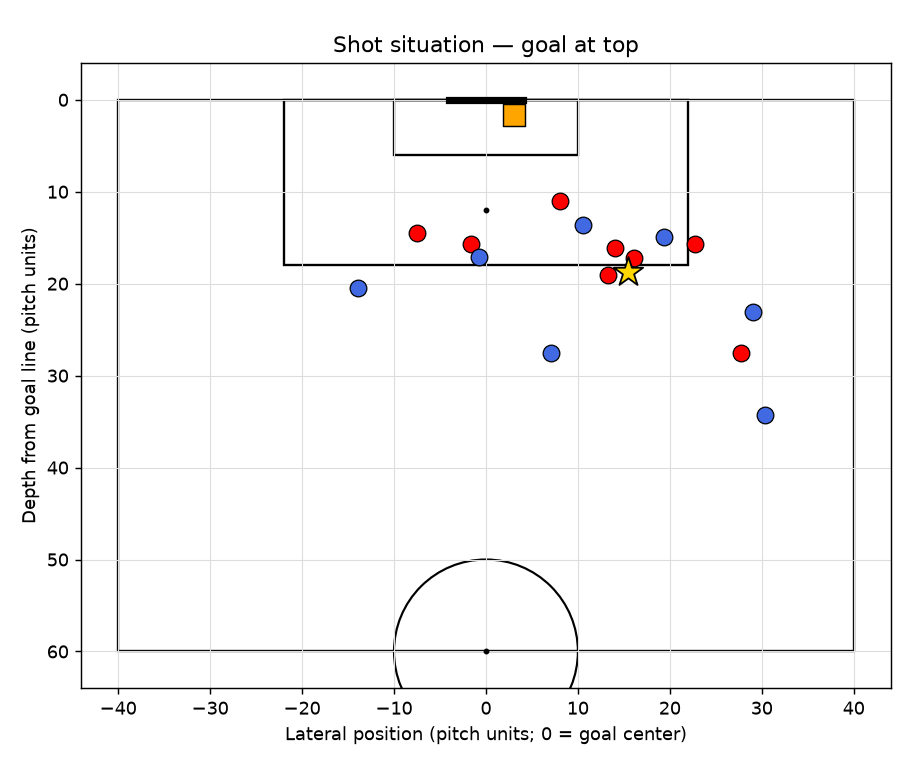 Shot situation — goal at top
0
10
20
30
40
50
60
Depth from goal line (pitch units)
−40 −30 −20 −10 0 10 20 30 40
Lateral position (pitch units; 0 = goal center)